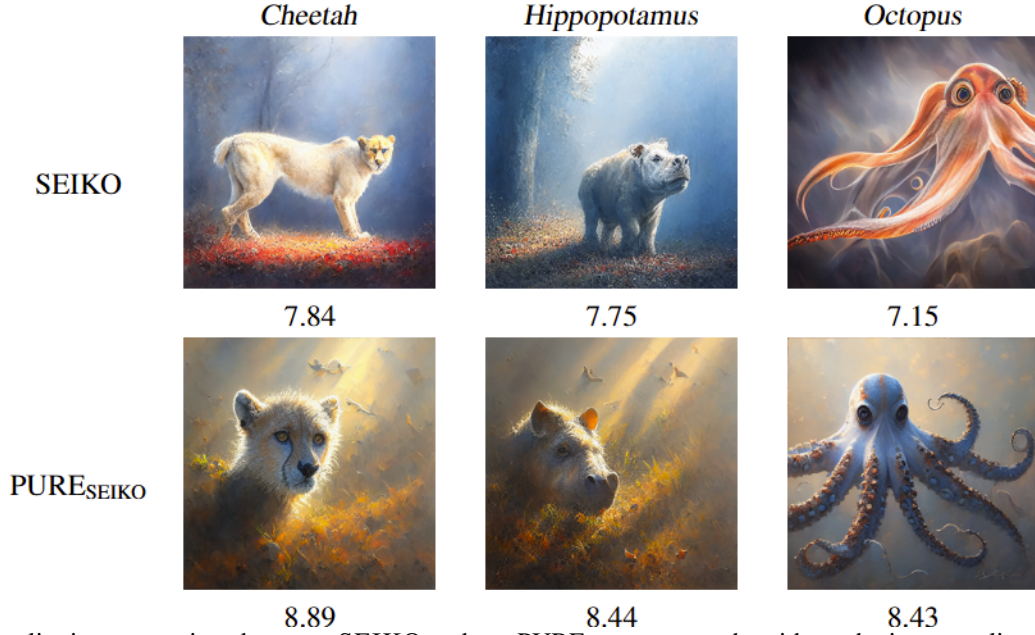 Cheetah Hippopotamus Octopus
SEIKO
7.84 7.75 7.15
PURESEIKO
8.89 8.44 8.43